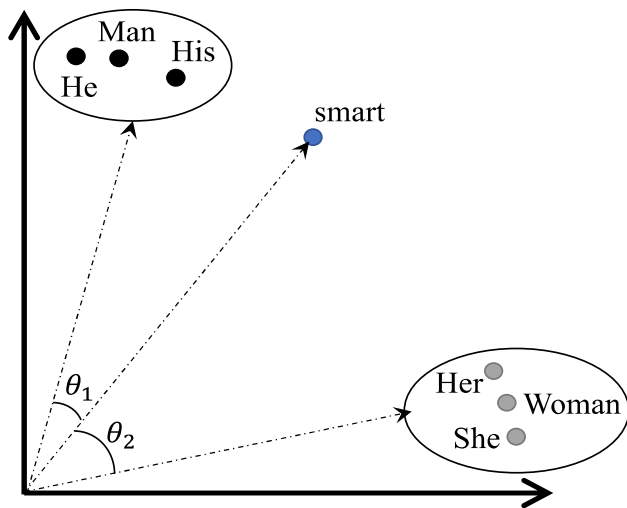 Man
His
He
smart
θ₁
θ₂
Her
Woman
She